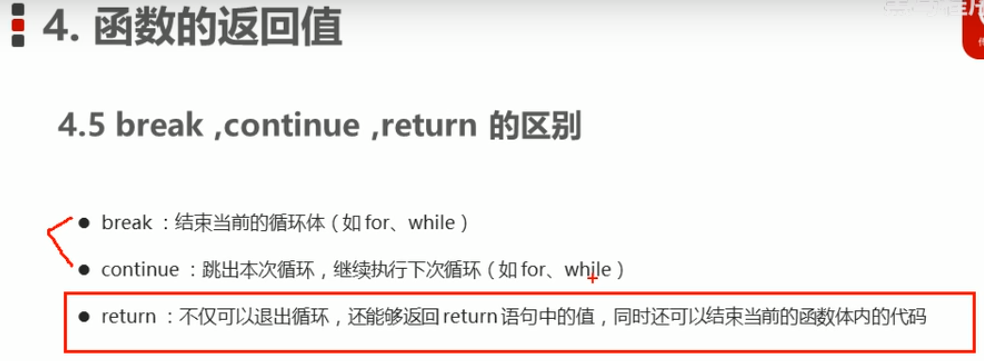 4. 函数的返回值
4.5 break ,continue ,return 的区别
● break ：结束当前的循环体（如 for、while）
● continue ：跳出本次循环，继续执行下次循环（如 for、while）
● return ：不仅可以退出循环，还能够返回 return 语句中的值，同时还可以结束当前的函数体内的代码